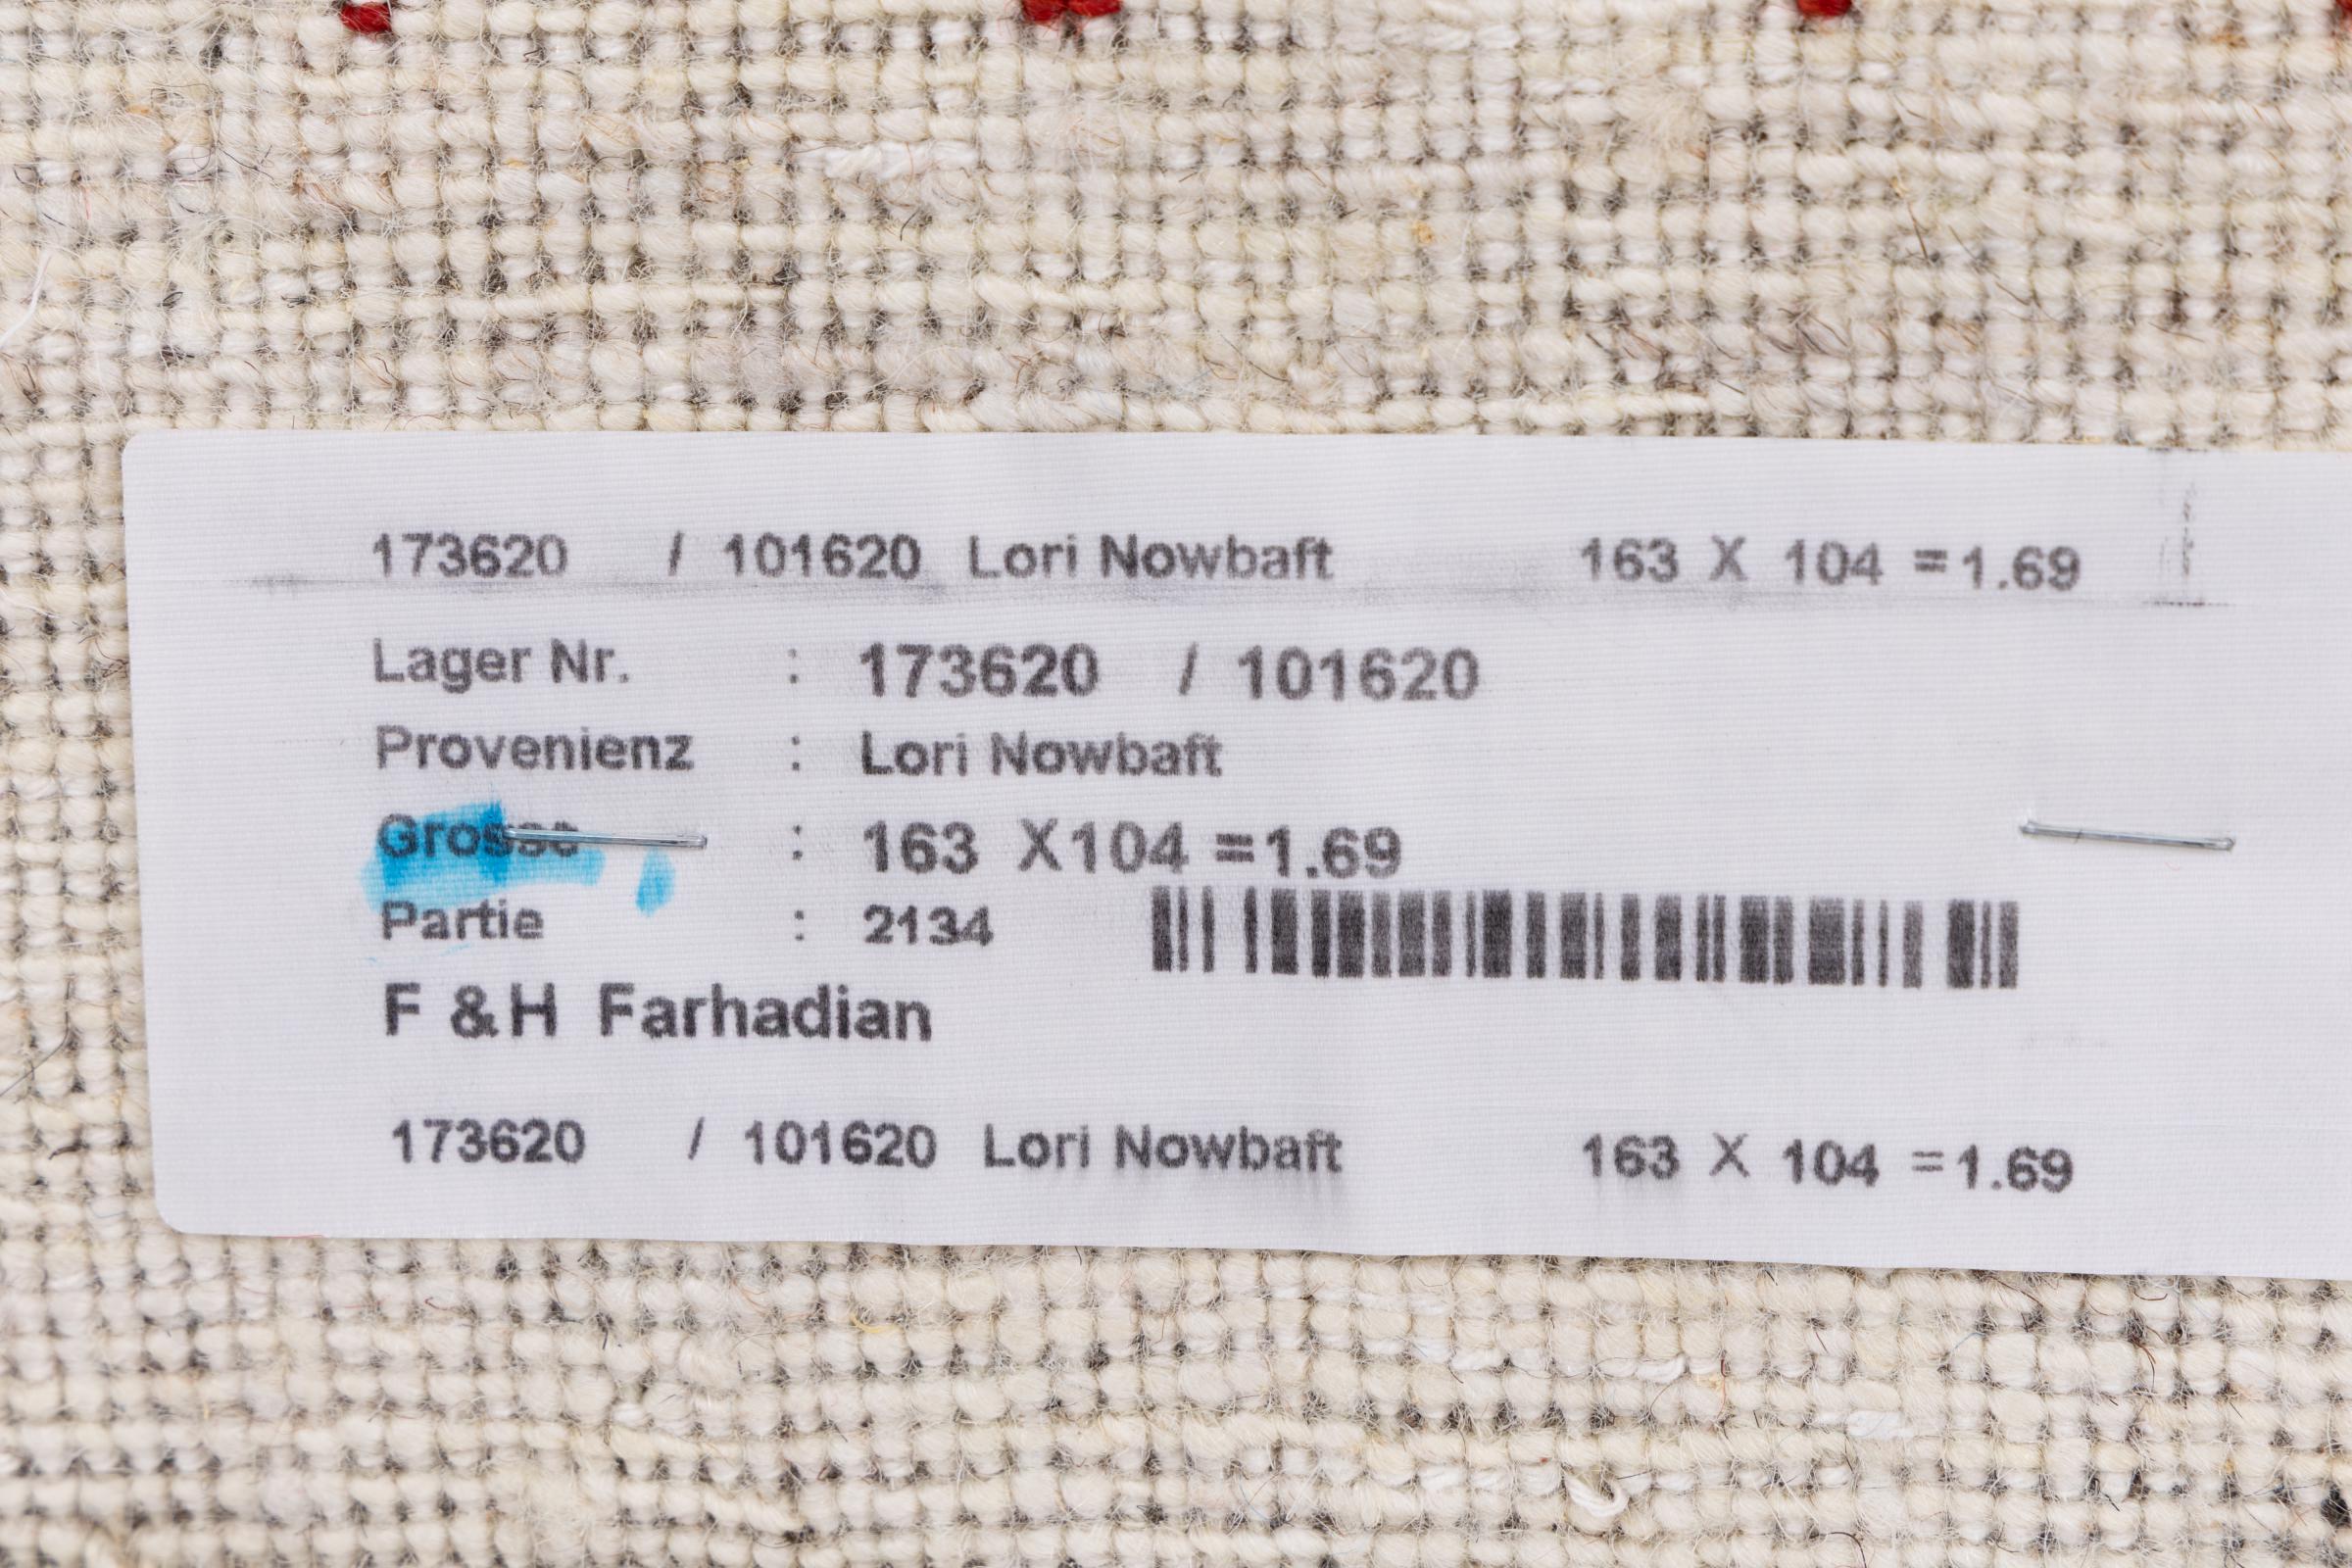 173620 / 101620 Lori Nowbaft 163 X 104 =1.69
Lager Nr. : 173620 / 101620
Provenienz : Lori Nowbaft
Grosse : 163 X104 =1.69
Partie : 2134
F &H Farhadian
173620 / 101620 Lori Nowbaft 163 X 104 =1.69